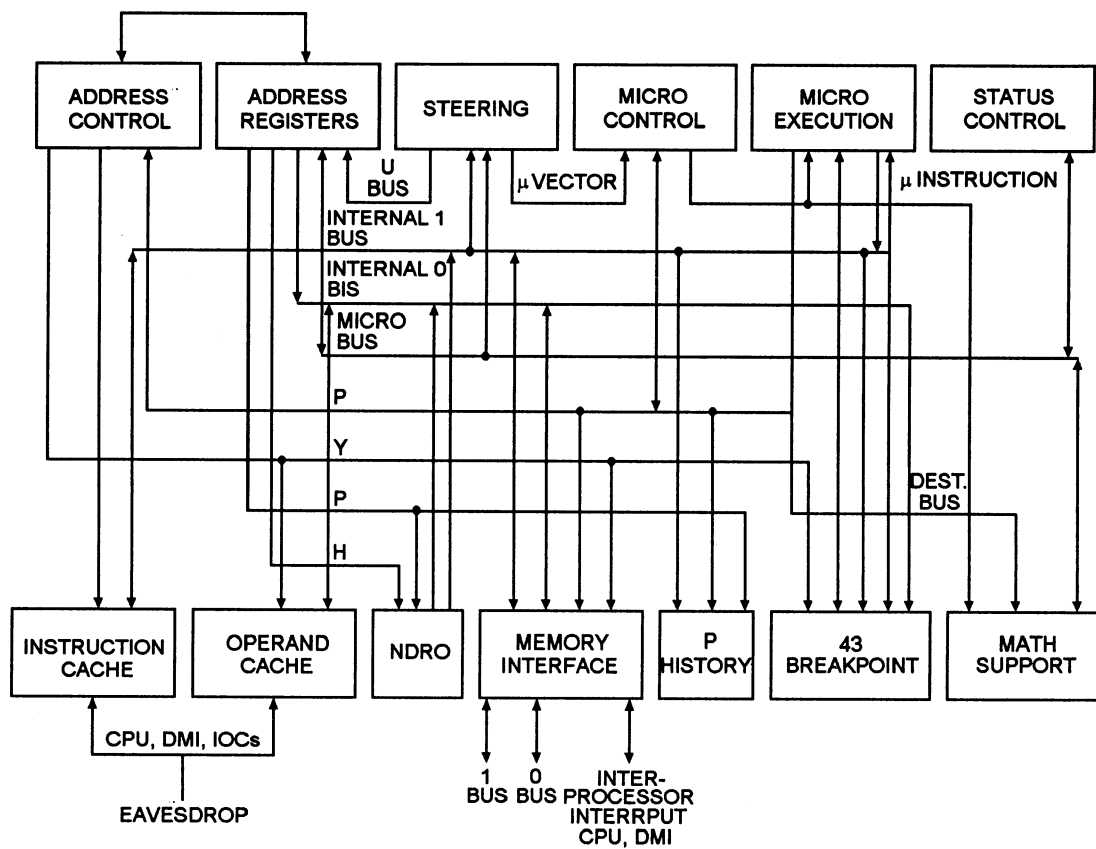 ADDRESS
CONTROL
ADDRESS
REGISTERS
STEERING
MICRO
CONTROL
MICRO
EXECUTION
STATUS
CONTROL
U
BUS
μ VECTOR
μ INSTRUCTION
INTERNAL 1
BUS
INTERNAL 0
BIS
MICRO
BUS
P
Y
P
H
DEST.
BUS
INSTRUCTION
CACHE
OPERAND
CACHE
NDRO
MEMORY
INTERFACE
P
HISTORY
43
BREAKPOINT
MATH
SUPPORT
CPU, DMI, IOCs
EAVESDROP
1
BUS
0
BUS
INTER-
PROCESSOR
INTERRPUT
CPU, DMI